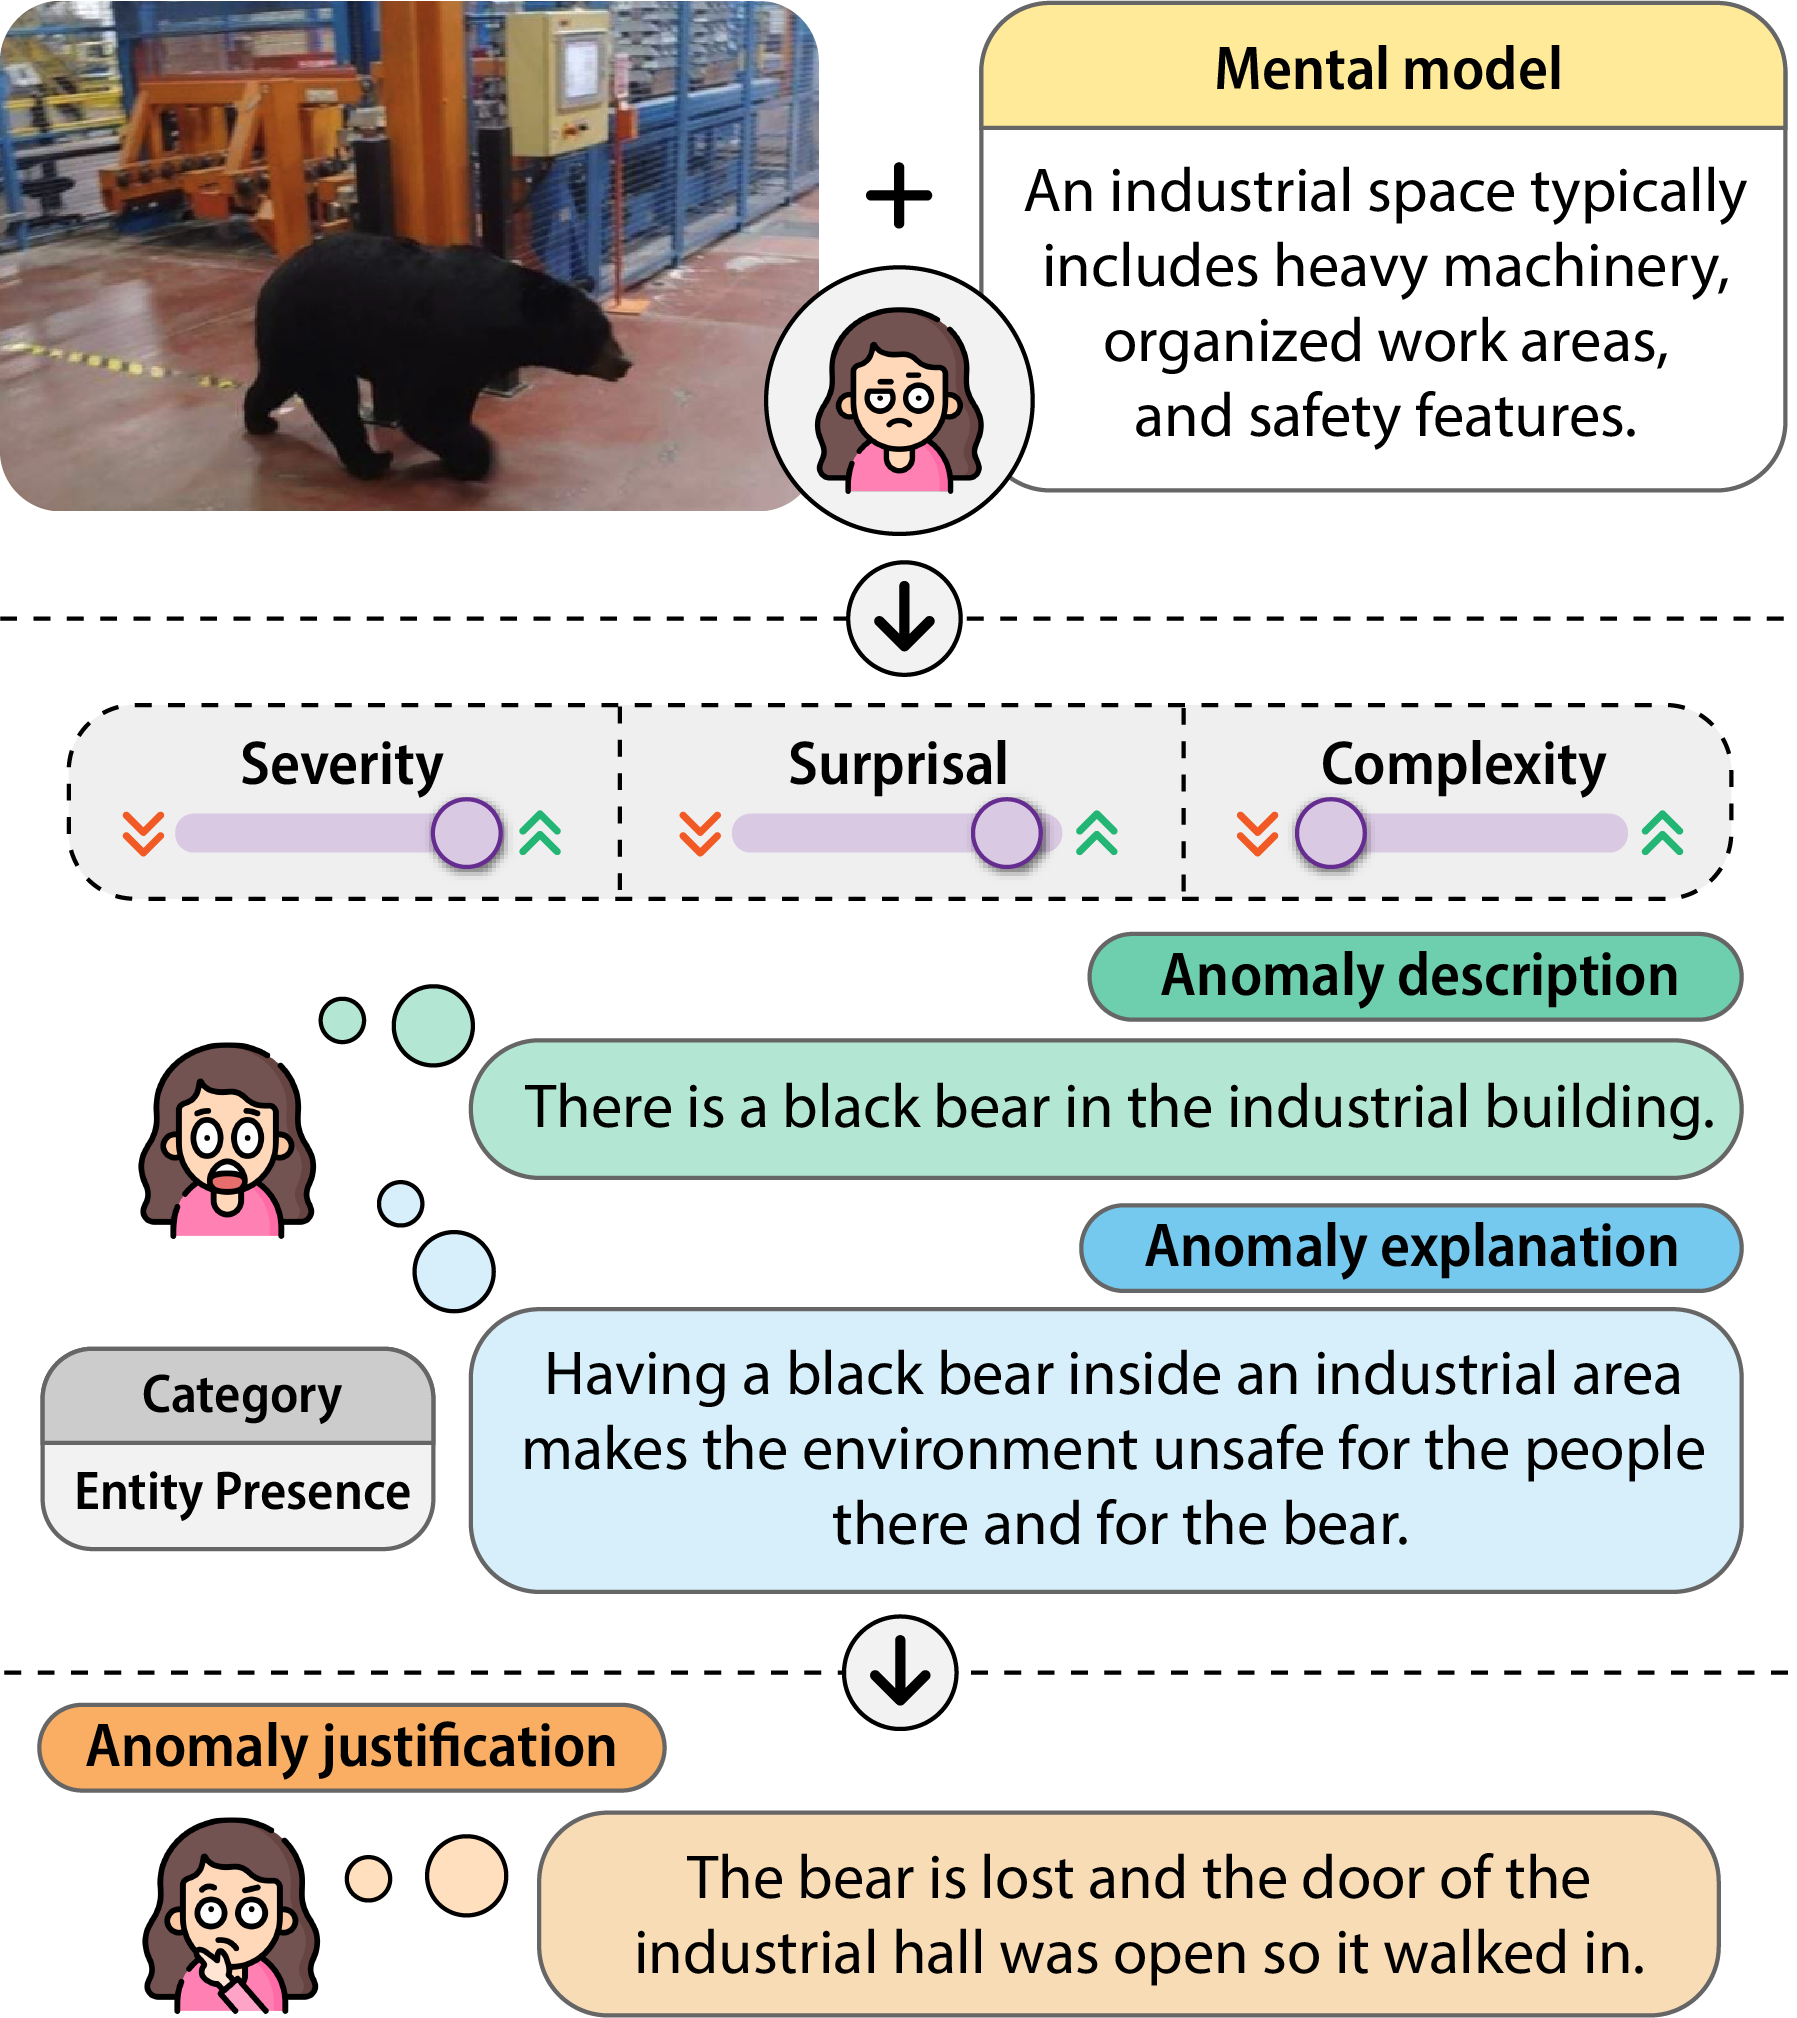 Mental model
An industrial space typically
includes heavy machinery,
organized work areas,
and safety features.
Severity
Surprisal
Complexity
Anomaly description
There is a black bear in the industrial building.
Anomaly explanation
Having a black bear inside an industrial area
makes the environment unsafe for the people
there and for the bear.
Category
Entity Presence
Anomaly justification
The bear is lost and the door of the
industrial hall was open so it walked in.